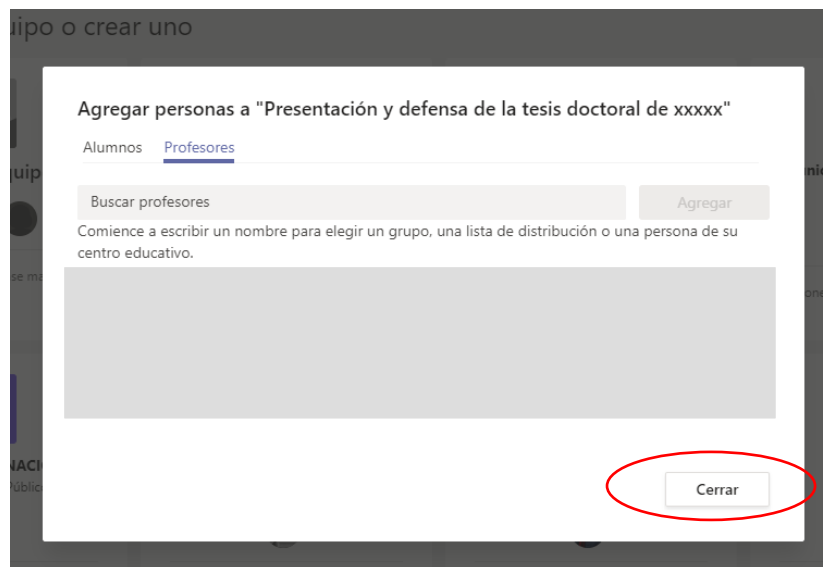 uipo o crear uno
Agregar personas a "Presentación y defensa de la tesis doctoral de xxxxx"
Alumnos Profesores
Buscar profesores Agregar
Comience a escribir un nombre para elegir un grupo, una lista de distribución o una persona de su
centro educativo.
Cerrar